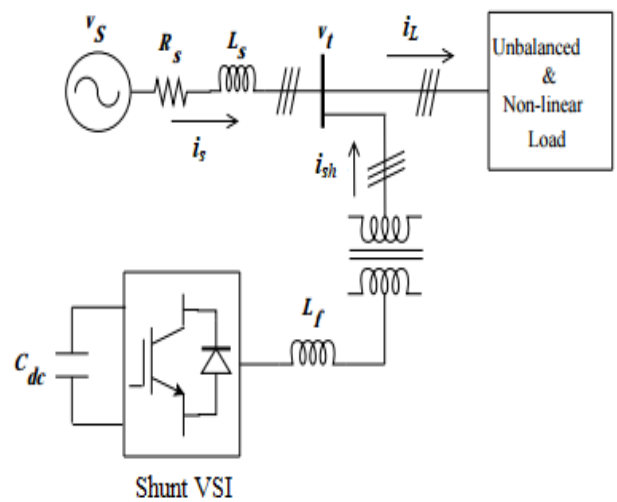 v_S
R_s
L_s
v_t
i_L
Unbalanced
&
Non-linear
Load
i_s
i_sh
L_f
C_dc
Shunt VSI